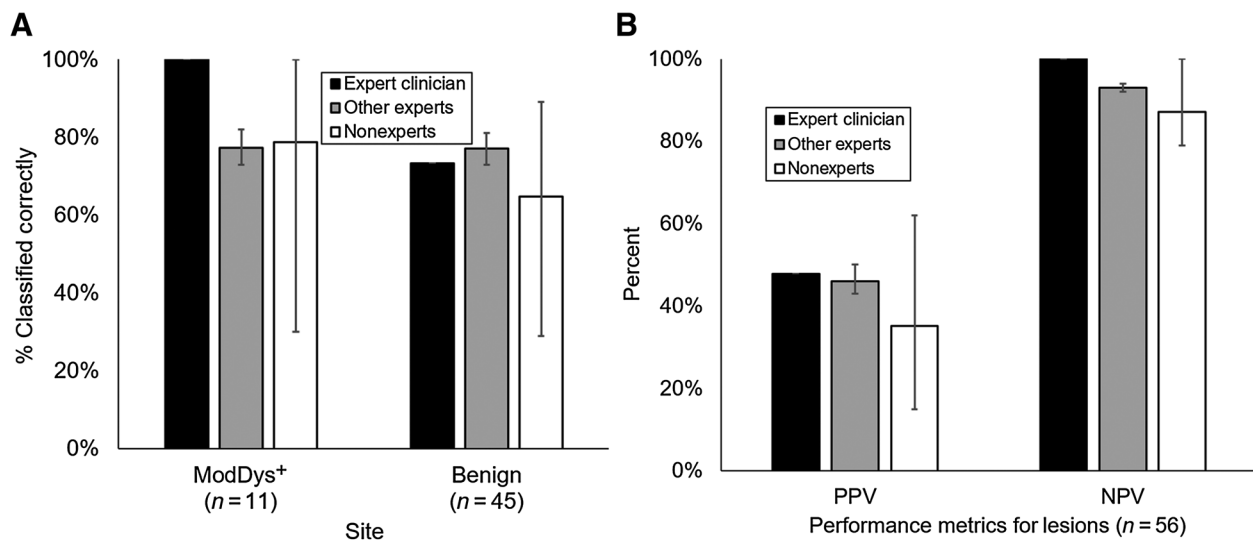 A
100%
80%
60%
40%
20%
0%
% Classified correctly
Expert clinician
Other experts
Nonexperts
ModDys+
(n = 11)
Benign
(n = 45)
Site
B
100%
80%
60%
40%
20%
0%
Percent
Expert clinician
Other experts
Nonexperts
PPV
NPV
Performance metrics for lesions (n = 56)